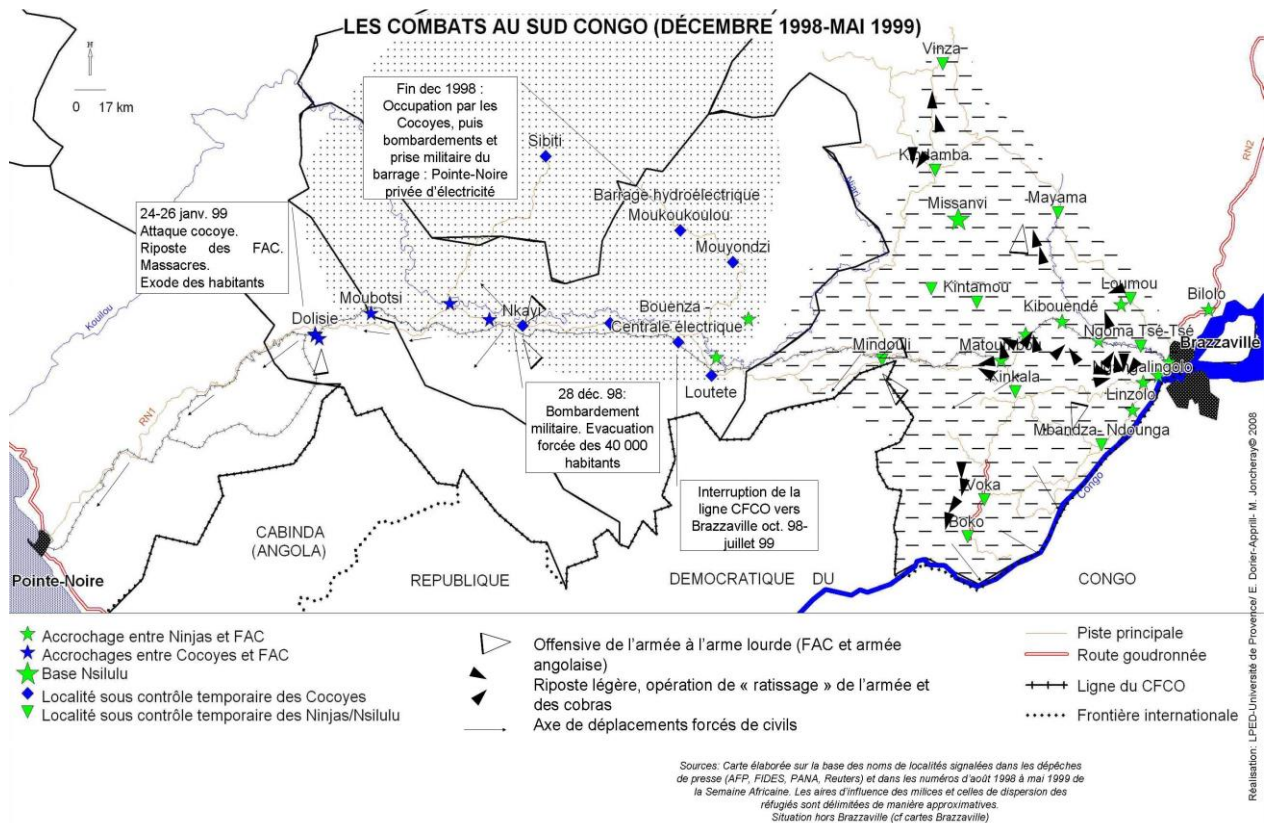 LES COMBATS AU SUD CONGO (DÉCEMBRE 1998-MAI 1999)
N
0 17 km
Vinza
Fin dec 1998 :
Occupation par les
Cocoyes, puis
bombardements et
prise militaire du
barrage : Pointe-Noire
privée d'électricité
Sibiti
Kindamba
RN2
Barrage hydroélectrique
Moukoukoulou
Niari
Missanvi
Mayama
24-26 janv. 99
Attaque cocoye.
Riposte des FAC.
Massacres.
Exode des habitants
Mouyondzi
Kouilou
Moubotsi
Dolisie
Nkayi
Bouenza
Centrale électrique
Kintamou
Loumou
Kibouendé
Bilolo
Ngoma Tsé-Tsé
Brazzaville
Mindouli
Matoumbou
Nganga
lingolo
Kinkala
Loutete
Linzolo
28 déc. 98:
Bombardement
militaire. Evacuation
forcée des 40 000
habitants
Mbandza- Ndounga
RN1
Congo
Voka
Interruption de la
ligne CFCO vers
Brazzaville oct. 98-
juillet 99
Boko
CABINDA
(ANGOLA)
Pointe-Noire
REPUBLIQUE DEMOCRATIQUE DU CONGO
Accrochage entre Ninjas et FAC
Accrochages entre Cocoyes et FAC
Base Nsilulu
Localité sous contrôle temporaire des Cocoyes
Localité sous contrôle temporaire des Ninjas/Nsilulu
Offensive de l'armée à l'arme lourde (FAC et armée
angolaise)
Riposte légère, opération de « ratissage » de l'armée et
des cobras
Axe de déplacements forcés de civils
Piste principale
Route goudronnée
Ligne du CFCO
Frontière internationale
Sources: Carte élaborée sur la base des noms de localités signalées dans les dépêches
de presse (AFP, FIDES, PANA, Reuters) et dans les numéros d'août 1998 à mai 1999 de
la Semaine Africaine. Les aires d'influence des milices et celles de dispersion des
réfugiés sont délimitées de manière approximatives.
Situation hors Brazzaville (cf cartes Brazzaville)
Réalisation: LPED-Université de Provence/ E. Dorier-Apprill- M. Joncheray© 2008